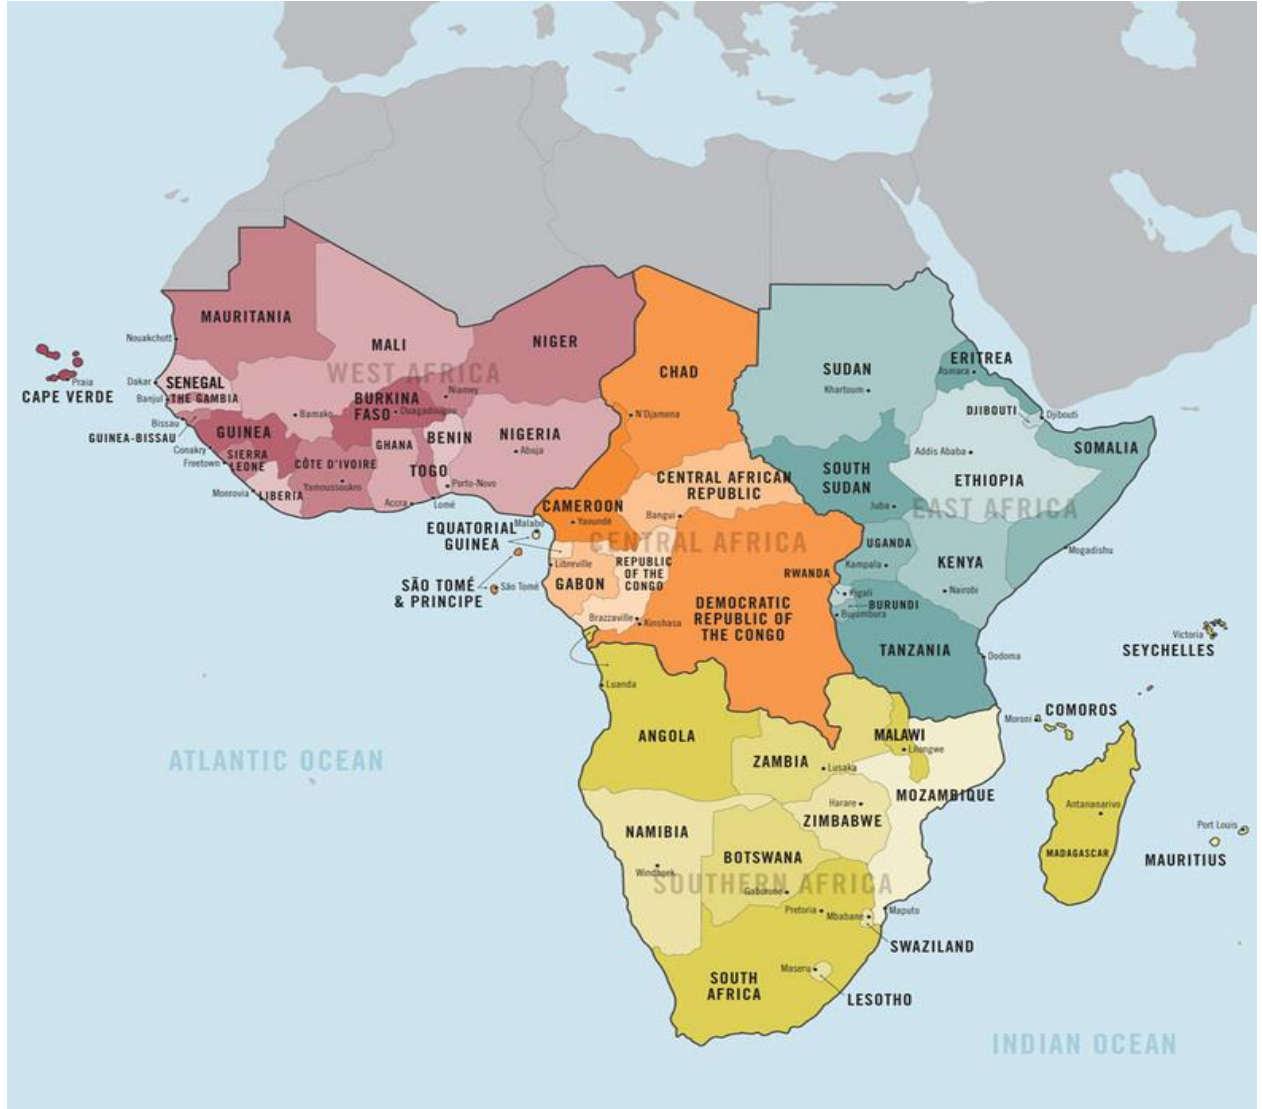 MAURITANIA
MALI
NIGER
WEST AFRICA
Nouakchott
CAPE VERDE
Praia
Dakar
SENEGAL
Banjul
THE GAMBIA
Bissau
GUINEA-BISSAU
GUINEA
Conakry
Freetown
SIERRA
LEONE
Monrovia
LIBERIA
CÔTE D'IVOIRE
Yamoussoukro
Bamako
BURKINA
FASO
Ouagadougou
Niamey
GHANA
Accra
TOGO
Lomé
BENIN
Porto-Novo
NIGERIA
Abuja
CHAD
N'Djamena
CENTRAL AFRICAN
REPUBLIC
Bangui
CAMEROON
Yaoundé
CENTRAL AFRICA
EQUATORIAL
GUINEA
Malabo
SÃO TOMÉ
& PRINCIPE
São Tomé
Libreville
GABON
REPUBLIC
OF THE
CONGO
Brazzaville
Kinshasa
DEMOCRATIC
REPUBLIC OF
THE CONGO
SUDAN
Khartoum
ERITREA
Asmara
DJIBOUTI
Djibouti
SOMALIA
Mogadishu
ETHIOPIA
Addis Ababa
SOUTH
SUDAN
Juba
EAST AFRICA
UGANDA
Kampala
KENYA
Nairobi
RWANDA
Kigali
BURUNDI
Bujumbura
TANZANIA
Dodoma
Victoria
SEYCHELLES
COMOROS
Moroni
Luanda
ANGOLA
ZAMBIA
Lusaka
MALAWI
Lilongwe
MOZAMBIQUE
Maputo
Harare
ZIMBABWE
NAMIBIA
Windhoek
BOTSWANA
Gaborone
SOUTHERN AFRICA
Pretoria
Mbabane
SWAZILAND
Maseru
LESOTHO
SOUTH
AFRICA
Antananarivo
MADAGASCAR
Port Louis
MAURITIUS
ATLANTIC OCEAN
INDIAN OCEAN